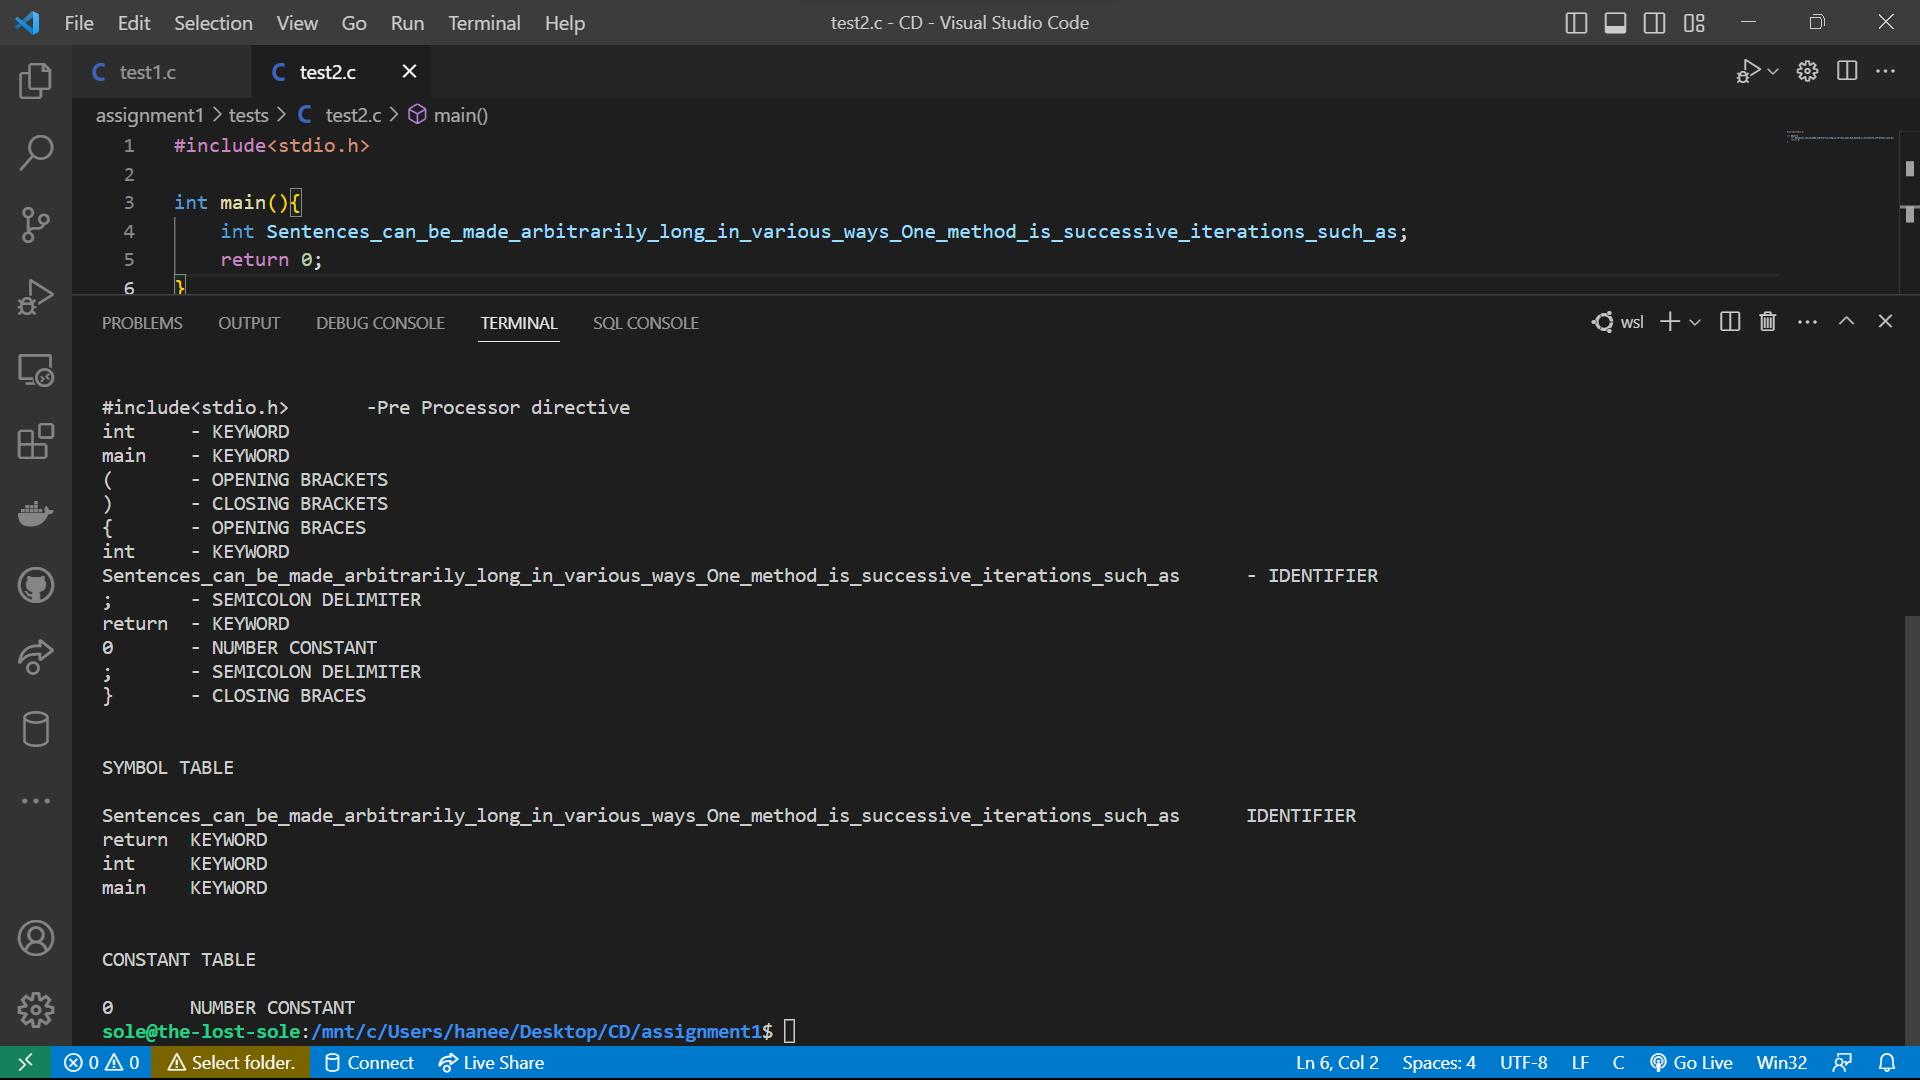 File Edit Selection View Go Run Terminal Help test2.c - CD - Visual Studio Code
C test1.c C test2.c
assignment1 > tests > C test2.c > main()
1 #include<stdio.h>
2
3 int main(){
4 int Sentences_can_be_made_arbitrarily_long_in_various_ways_One_method_is_successive_iterations_such_as;
5 return 0;
6 }
PROBLEMS OUTPUT DEBUG CONSOLE TERMINAL SQL CONSOLE wsl
#include<stdio.h> -Pre Processor directive
int - KEYWORD
main - KEYWORD
( - OPENING BRACKETS
) - CLOSING BRACKETS
{ - OPENING BRACES
int - KEYWORD
Sentences_can_be_made_arbitrarily_long_in_various_ways_One_method_is_successive_iterations_such_as - IDENTIFIER
; - SEMICOLON DELIMITER
return - KEYWORD
0 - NUMBER CONSTANT
; - SEMICOLON DELIMITER
} - CLOSING BRACES
SYMBOL TABLE
Sentences_can_be_made_arbitrarily_long_in_various_ways_One_method_is_successive_iterations_such_as IDENTIFIER
return KEYWORD
int KEYWORD
main KEYWORD
CONSTANT TABLE
0 NUMBER CONSTANT
sole@the-lost-sole:/mnt/c/Users/hanee/Desktop/CD/assignment1$
0 0 Select folder. Connect Live Share Ln 6, Col 2 Spaces: 4 UTF-8 LF C Go Live Win32